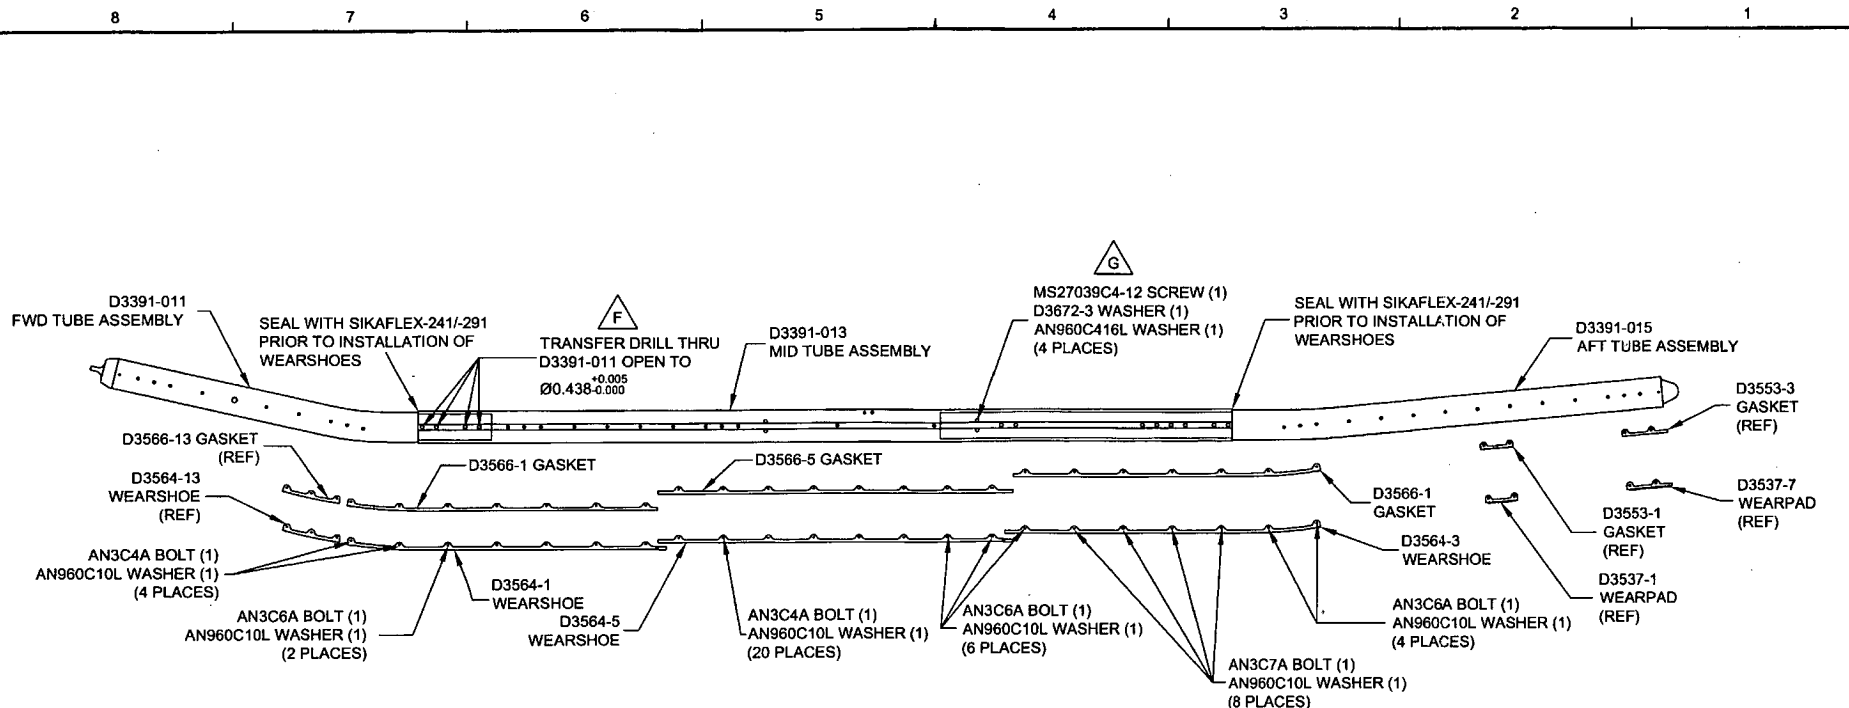 8 7 6 5 4 3 2 1
D3391-011
FWD TUBE ASSEMBLY
SEAL WITH SIKAFLEX-241/-291
PRIOR TO INSTALLATION OF
WEARSHOES
F
TRANSFER DRILL THRU
D3391-011 OPEN TO
Ø0.438 +0.005
-0.000
D3391-013
MID TUBE ASSEMBLY
G
MS27039C4-12 SCREW (1)
D3672-3 WASHER (1)
AN960C416L WASHER (1)
(4 PLACES)
SEAL WITH SIKAFLEX-241/-291
PRIOR TO INSTALLATION OF
WEARSHOES
D3391-015
AFT TUBE ASSEMBLY
D3553-3
GASKET
(REF)
D3566-13 GASKET
(REF)
D3566-1 GASKET
D3566-5 GASKET
D3566-1
GASKET
D3553-1
GASKET
(REF)
D3537-7
WEARPAD
(REF)
D3564-13
WEARSHOE
(REF)
AN3C4A BOLT (1)
AN960C10L WASHER (1)
(4 PLACES)
D3564-1
WEARSHOE
AN3C6A BOLT (1)
AN960C10L WASHER (1)
(2 PLACES)
D3564-5
WEARSHOE
AN3C4A BOLT (1)
AN960C10L WASHER (1)
(20 PLACES)
AN3C6A BOLT (1)
AN960C10L WASHER (1)
(6 PLACES)
D3564-3
WEARSHOE
AN3C7A BOLT (1)
AN960C10L WASHER (1)
(8 PLACES)
AN3C6A BOLT (1)
AN960C10L WASHER (1)
(4 PLACES)
D3537-1
WEARPAD
(REF)